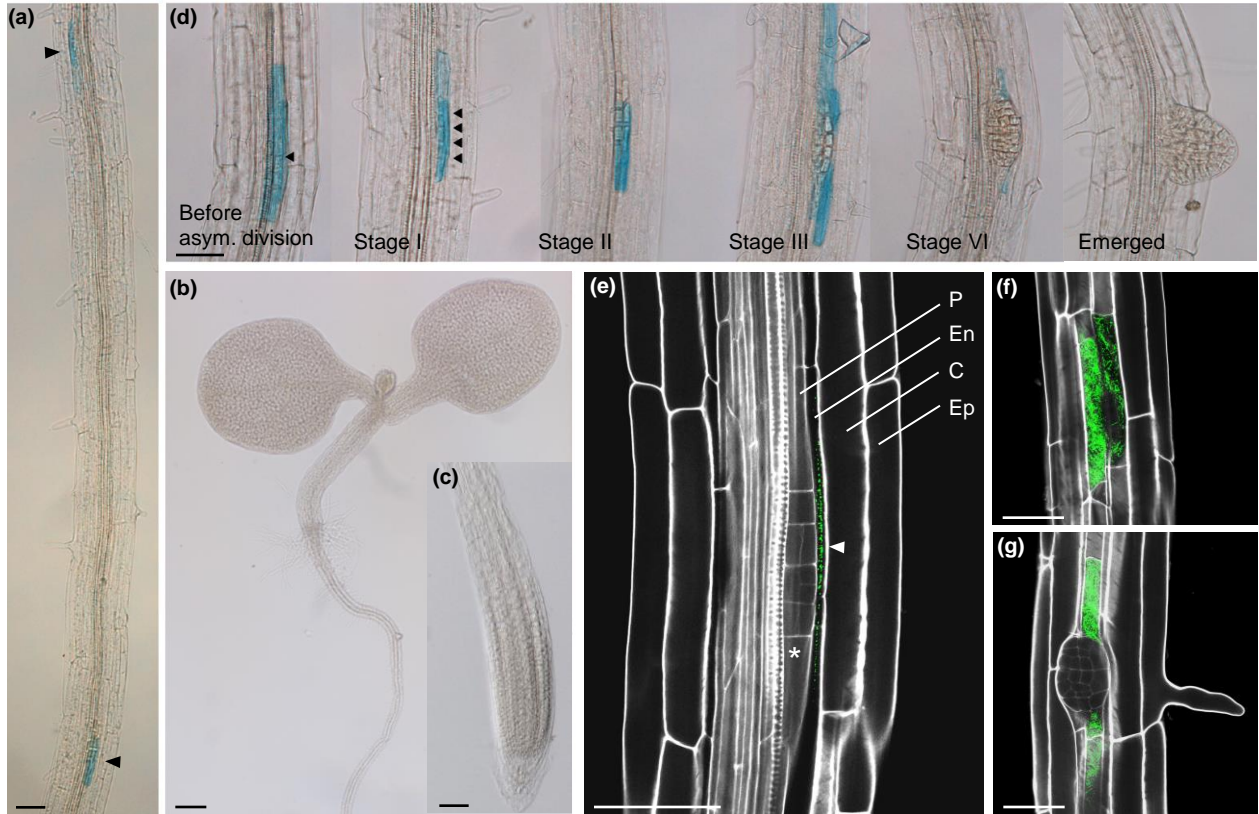 (a)
(d)
Before
asym. division
Stage I
Stage II
Stage III
Stage VI
Emerged
(b)
(c)
(e)
P
En
C
Ep
*
(f)
(g)